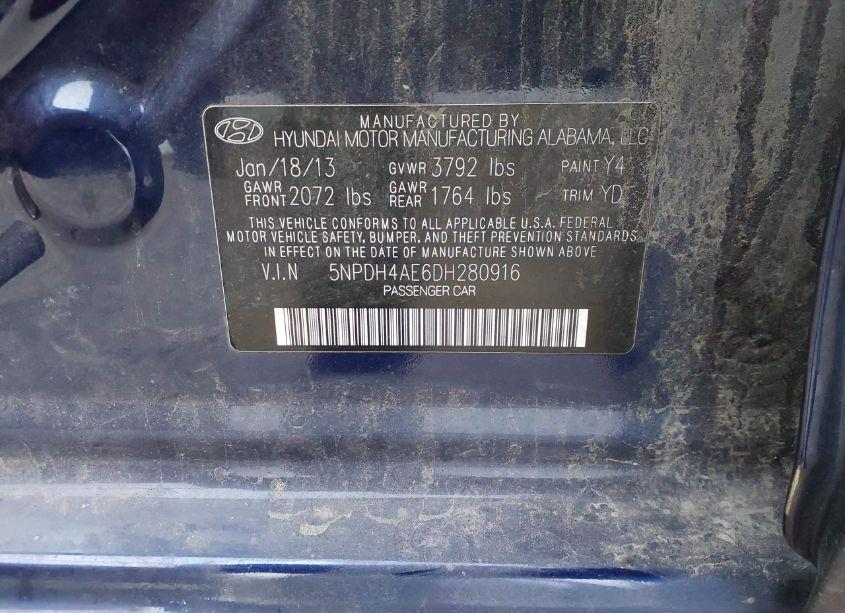 MANUFACTURED BY
HYUNDAI MOTOR MANUFACTURING ALABAMA, LLC
Jan/18/13 GVWR 3792 lbs PAINT Y4
GAWR FRONT 2072 lbs GAWR REAR 1764 lbs TRIM YD
THIS VEHICLE CONFORMS TO ALL APPLICABLE U.S.A. FEDERAL
MOTOR VEHICLE SAFETY, BUMPER, AND THEFT PREVENTION STANDARDS
IN EFFECT ON THE DATE OF MANUFACTURE SHOWN ABOVE
V.I.N 5NPDH4AE6DH280916
PASSENGER CAR